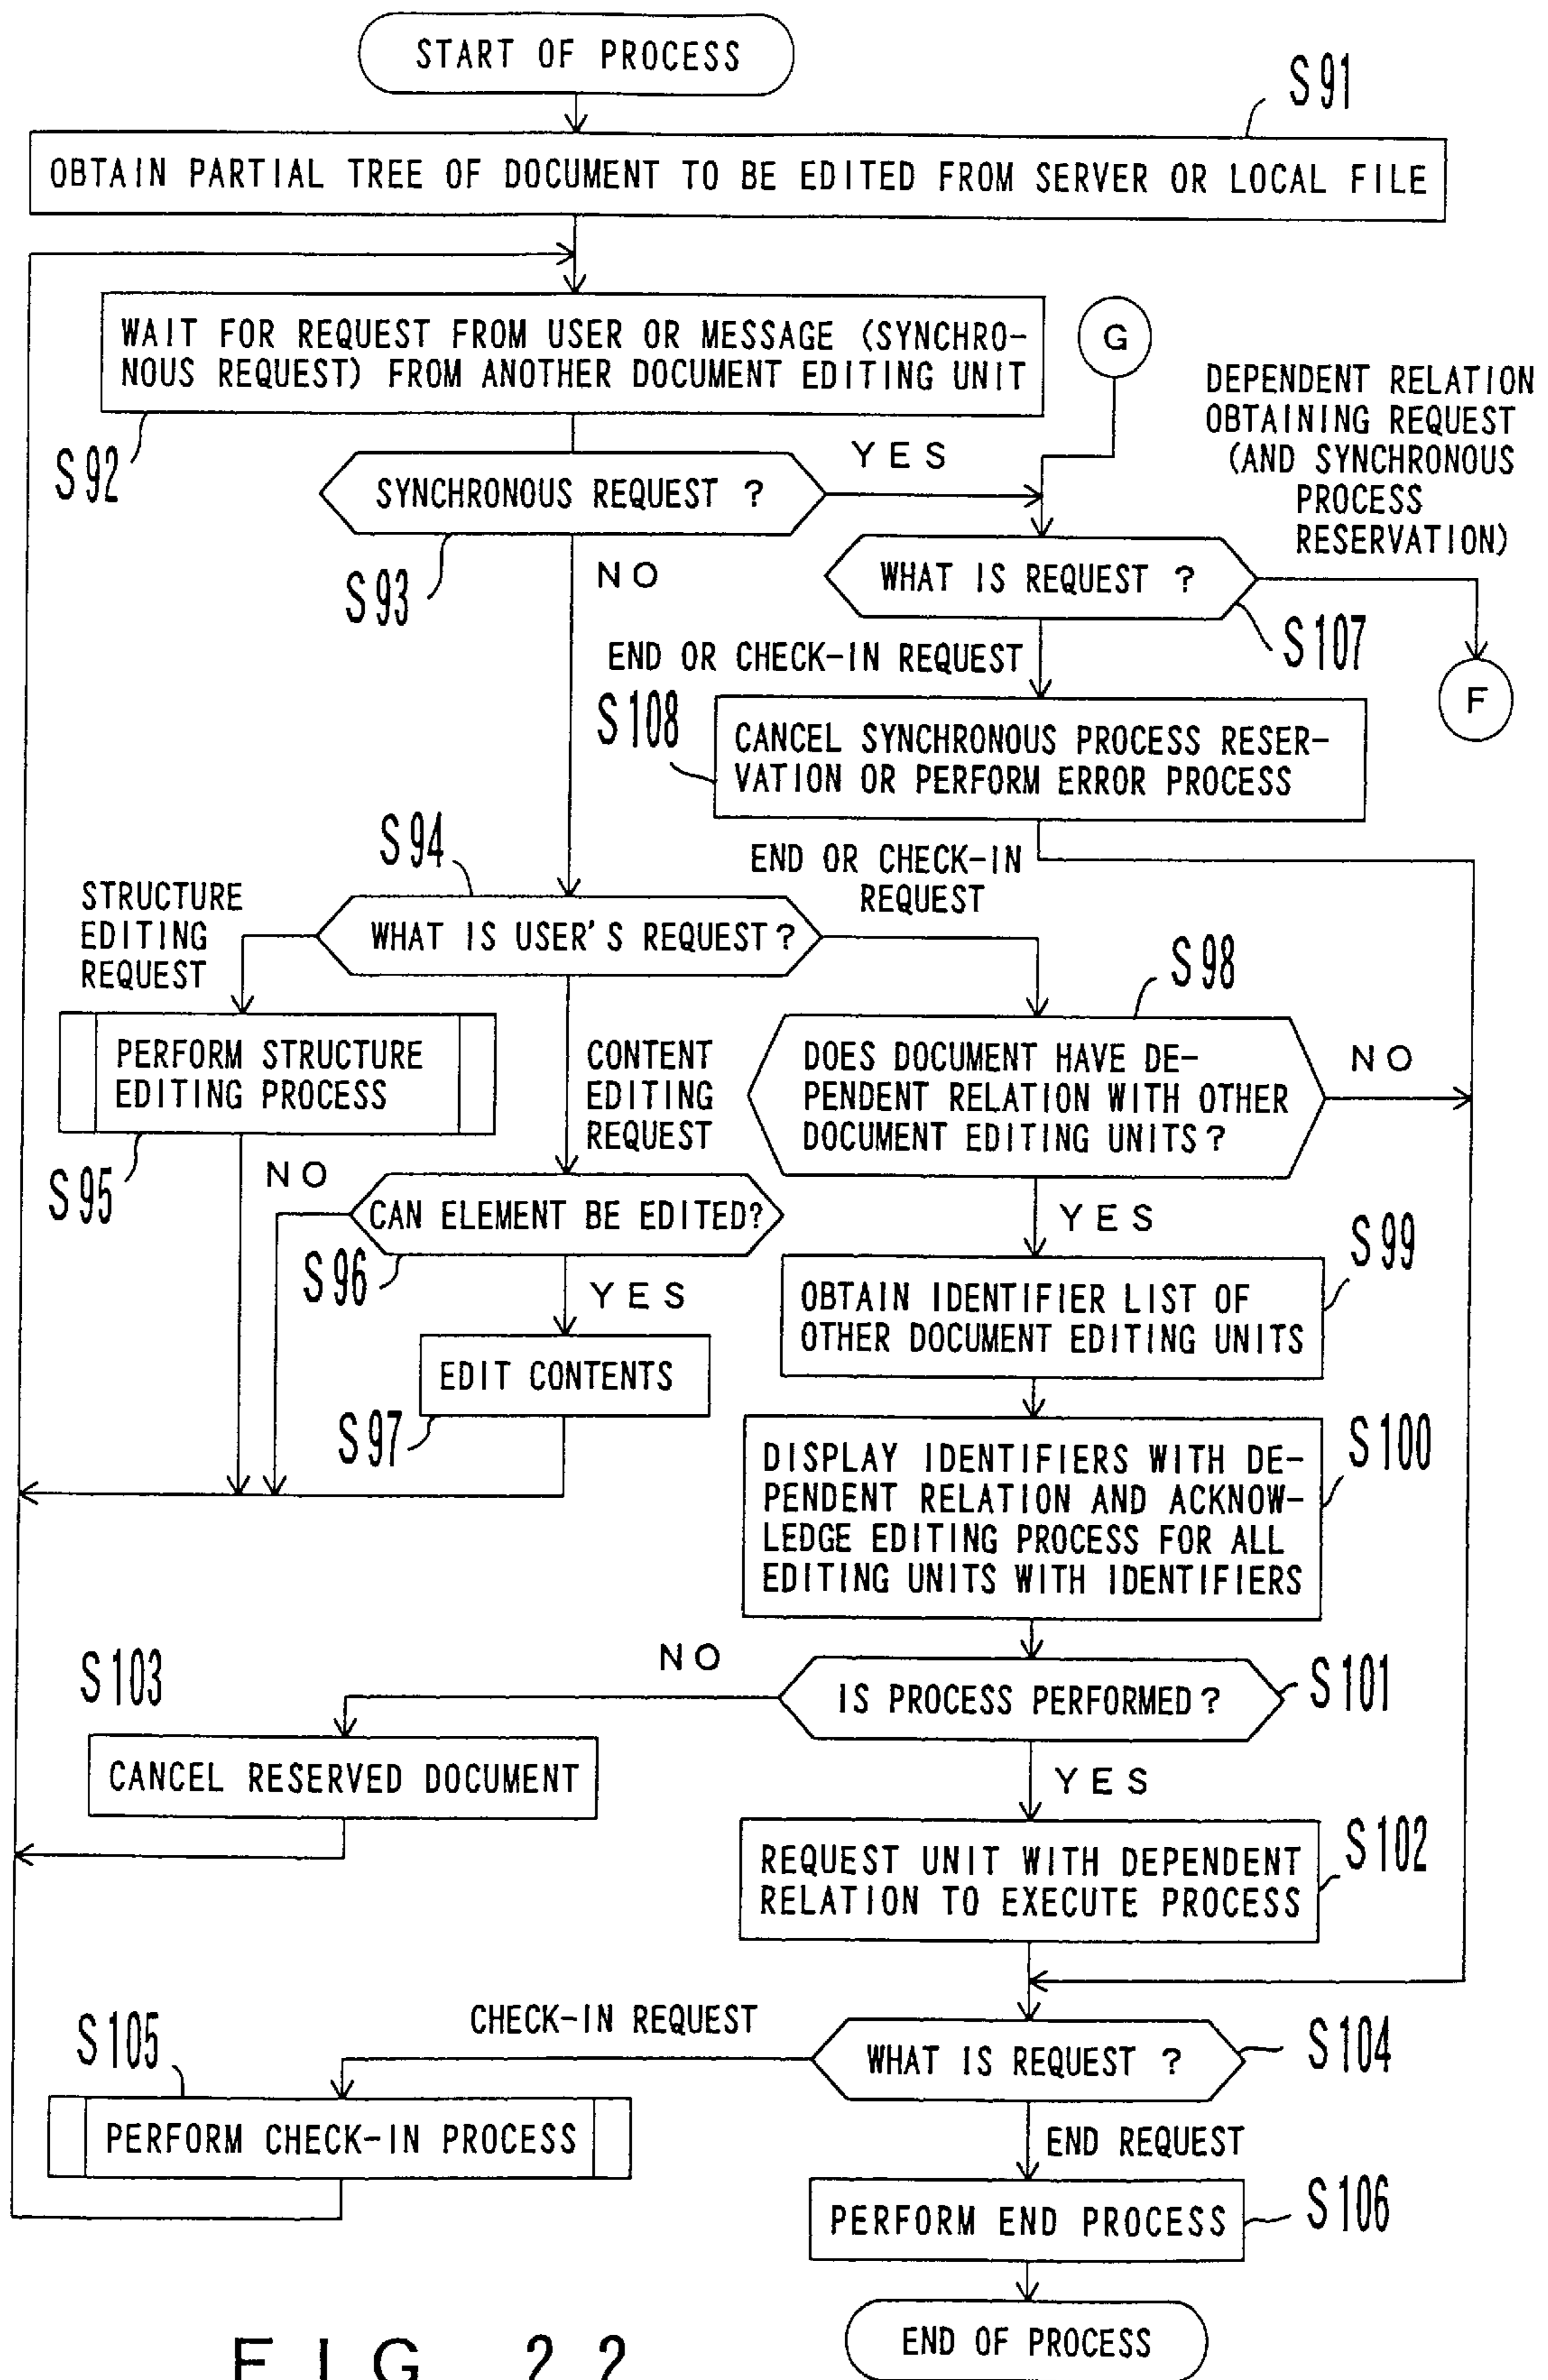 START OF PROCESS
S91
OBTAIN PARTIAL TREE OF DOCUMENT TO BE EDITED FROM SERVER OR LOCAL FILE
WAIT FOR REQUEST FROM USER OR MESSAGE (SYNCHRO-
NOUS REQUEST) FROM ANOTHER DOCUMENT EDITING UNIT
S92
G
DEPENDENT RELATION
OBTAINING REQUEST
(AND SYNCHRONOUS
PROCESS
RESERVATION)
SYNCHRONOUS REQUEST ?
YES
S93
NO
WHAT IS REQUEST ?
S107
F
END OR CHECK-IN REQUEST
S108
CANCEL SYNCHRONOUS PROCESS RESER-
VATION OR PERFORM ERROR PROCESS
S94
END OR CHECK-IN
REQUEST
STRUCTURE
EDITING
REQUEST
WHAT IS USER'S REQUEST?
S98
PERFORM STRUCTURE
EDITING PROCESS
S95
CONTENT
EDITING
REQUEST
DOES DOCUMENT HAVE DE-
PENDENT RELATION WITH OTHER
DOCUMENT EDITING UNITS?
NO
NO
CAN ELEMENT BE EDITED?
S96
YES
YES
S99
OBTAIN IDENTIFIER LIST OF
OTHER DOCUMENT EDITING UNITS
EDIT CONTENTS
S97
S100
DISPLAY IDENTIFIERS WITH DE-
PENDENT RELATION AND ACKNOW-
LEDGE EDITING PROCESS FOR ALL
EDITING UNITS WITH IDENTIFIERS
NO
S103
IS PROCESS PERFORMED?
S101
CANCEL RESERVED DOCUMENT
YES
S102
REQUEST UNIT WITH DEPENDENT
RELATION TO EXECUTE PROCESS
CHECK-IN REQUEST
S105
WHAT IS REQUEST ?
S104
PERFORM CHECK-IN PROCESS
END REQUEST
PERFORM END PROCESS
S106
END OF PROCESS
FIG. 22